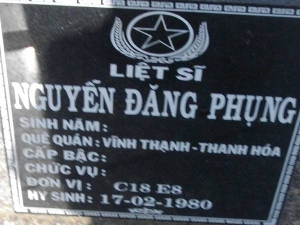 LIỆT SĨ
NGUYỄN ĐĂNG PHỤNG
SINH NĂM:
QUÊ QUÁN: VĨNH THẠNH - THANH HÓA
CẤP BẬC:
CHỨC VỤ:
ĐƠN VỊ: C18 E8
HY SINH: 17-02-1980